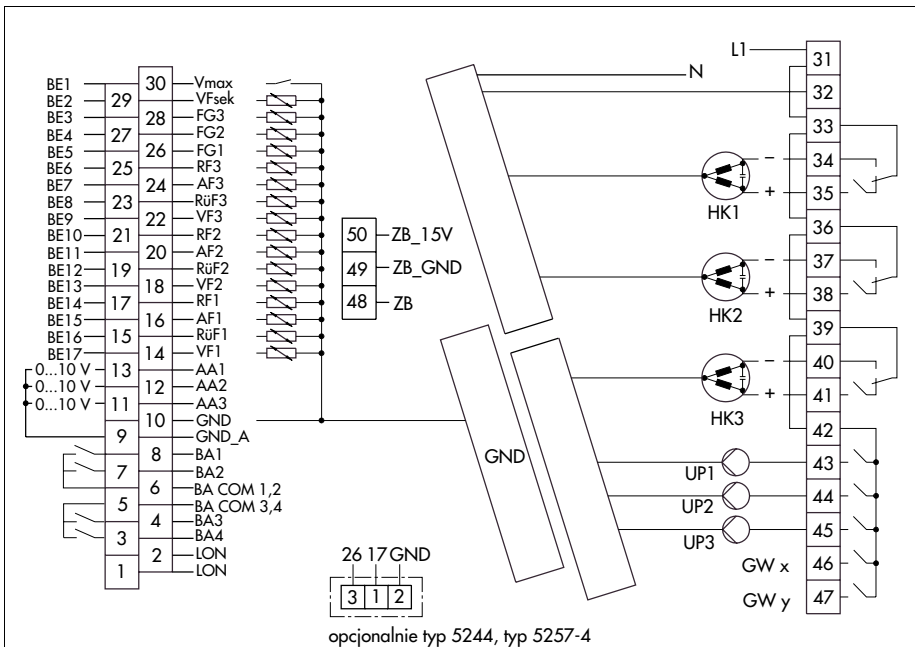 BE1 30 Vmax
BE2 29 VFsek
BE3 28 FG3
BE4 27 FG2
BE5 26 FG1
BE6 25 RF3
BE7 24 AF3
BE8 23 RüF3
BE9 22 VF3
BE10 21 RF2
BE11 20 AF2
BE12 19 RüF2
BE13 18 VF2
BE14 17 RF1
BE15 16 AF1
BE16 15 RüF1
BE17 14 VF1
0...10 V 13 AA1
0...10 V 12 AA2
0...10 V 11 AA3
10 GND
9 GND_A
8 BA1
7 BA2
6 BA COM 1,2
5 BA COM 3,4
4 BA3
3 BA4
2 LON
1 LON
50 ZB_15V
49 ZB_GND
48 ZB
GND
26 17 GND
3 1 2
opcjonalnie typ 5244, typ 5257-4
L1 31
N
32
33
− 34
+ 35
HK1
36
− 37
+ 38
HK2
39
− 40
+ 41
HK3
42
UP1 43
UP2 44
UP3 45
GW x 46
GW y 47